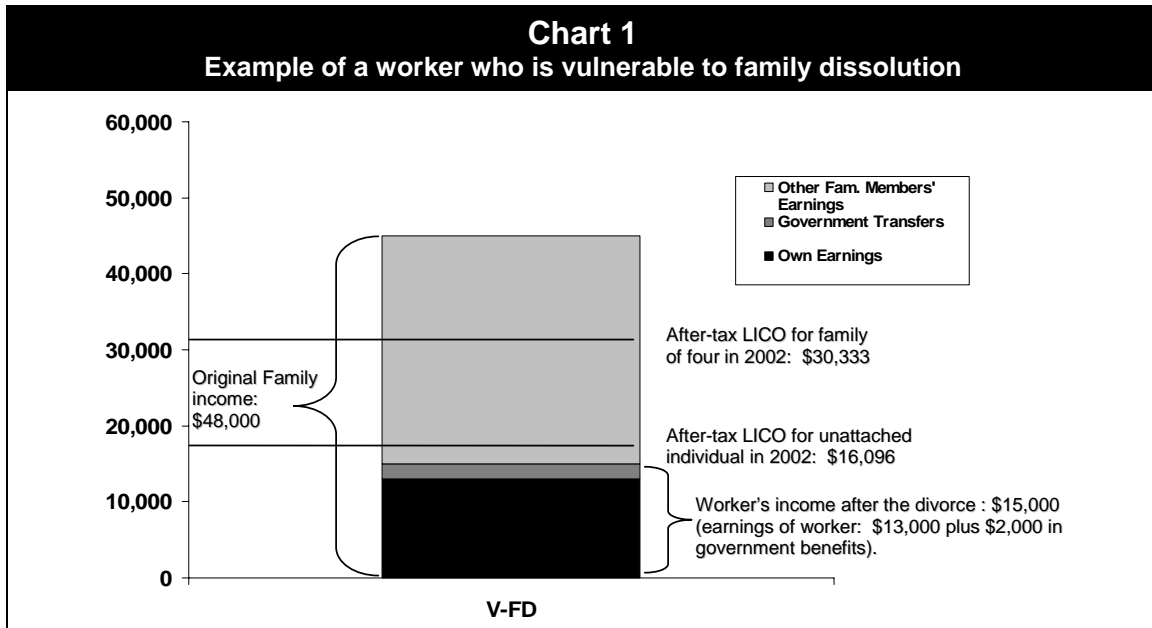 Chart 1
Example of a worker who is vulnerable to family dissolution
60,000
50,000
40,000
30,000
20,000
10,000
0
Other Fam. Members'
Earnings
Government Transfers
Own Earnings
After-tax LICO for family
of four in 2002: $30,333
Original Family
income:
$48,000
After-tax LICO for unattached
individual in 2002: $16,096
Worker's income after the divorce : $15,000
(earnings of worker: $13,000 plus $2,000 in
government benefits).
V-FD